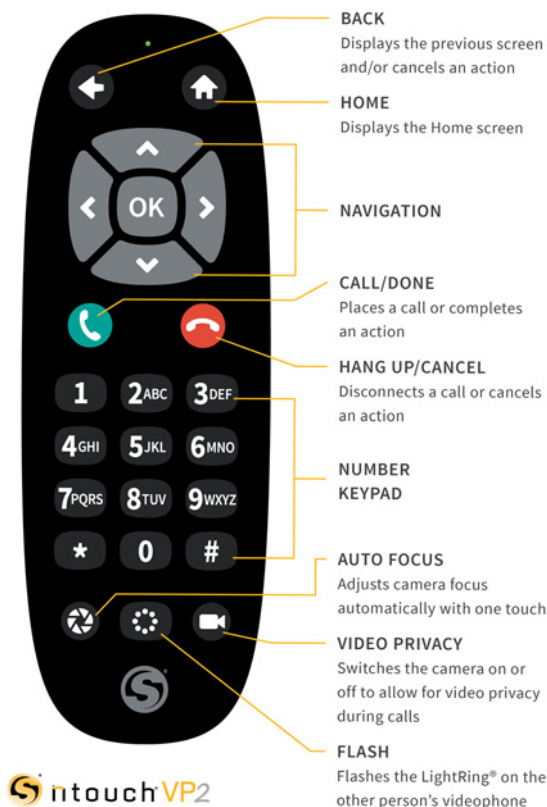 BACK
Displays the previous screen
and/or cancels an action
HOME
Displays the Home screen
OK
NAVIGATION
CALL/DONE
Places a call or completes
an action
HANG UP/CANCEL
Disconnects a call or cancels
an action
1 2ABC 3DEF
4GHI 5JKL 6MNO
7PQRS 8TUV 9WXYZ
* 0 #
NUMBER
KEYPAD
AUTO FOCUS
Adjusts camera focus
automatically with one touch
VIDEO PRIVACY
Switches the camera on or
off to allow for video privacy
during calls
FLASH
Flashes the LightRing® on the
other person's videophone
S
S ntouch VP2